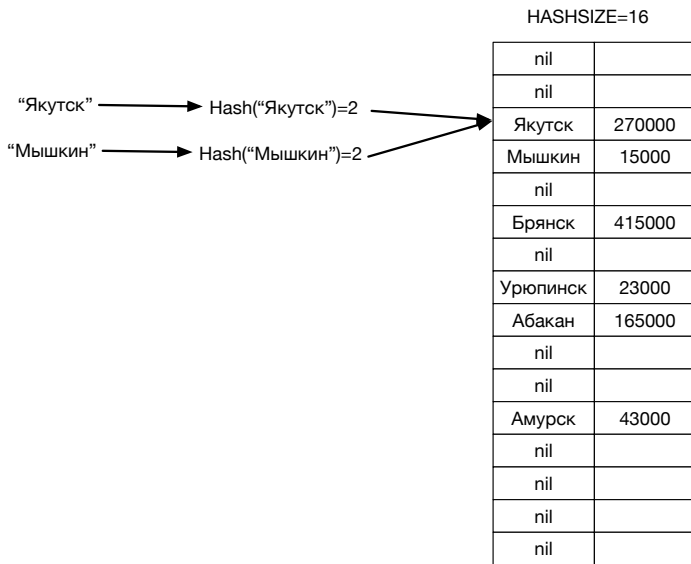 HASHSIZE=16
nil
nil
“Якутск” Hash(“Якутск”)=2
Якутск 270000
“Мышкин” Hash(“Мышкин”)=2
Мышкин 15000
nil
Брянск 415000
nil
Урюпинск 23000
Абакан 165000
nil
nil
Амурск 43000
nil
nil
nil
nil